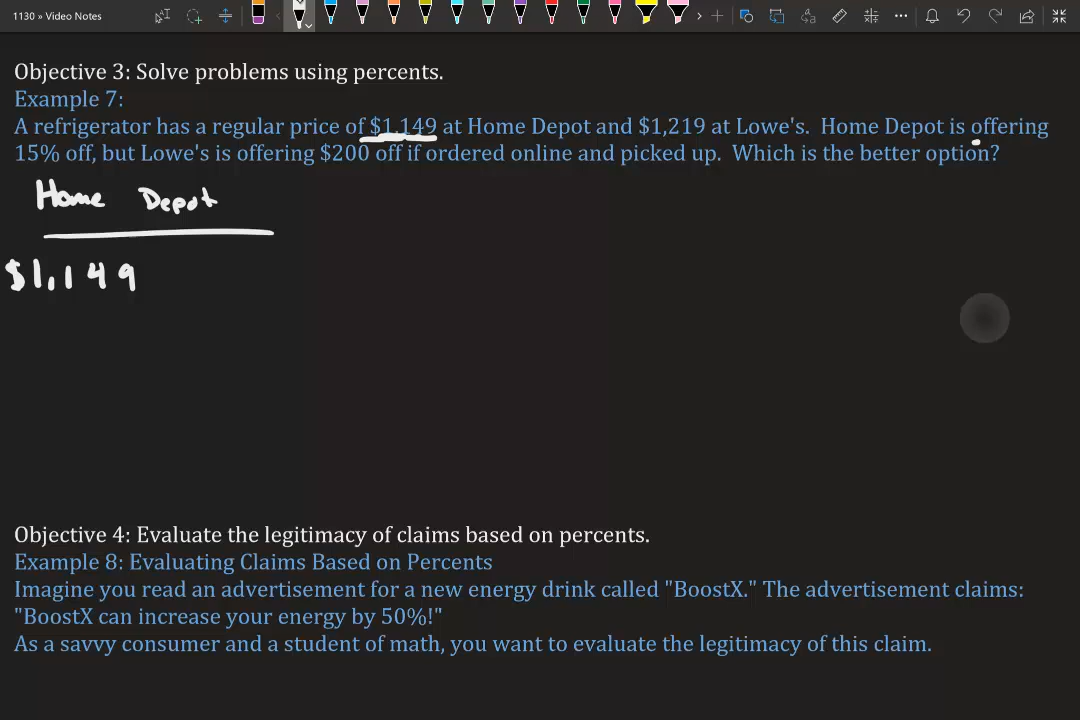 1130 » Video Notes
Objective 3: Solve problems using percents.
Example 7:
A refrigerator has a regular price of $1,149 at Home Depot and $1,219 at Lowe's. Home Depot is offering
15% off, but Lowe's is offering $200 off if ordered online and picked up. Which is the better option?
Home Depot
$1,149
Objective 4: Evaluate the legitimacy of claims based on percents.
Example 8: Evaluating Claims Based on Percents
Imagine you read an advertisement for a new energy drink called "BoostX." The advertisement claims:
"BoostX can increase your energy by 50%!"
As a savvy consumer and a student of math, you want to evaluate the legitimacy of this claim.